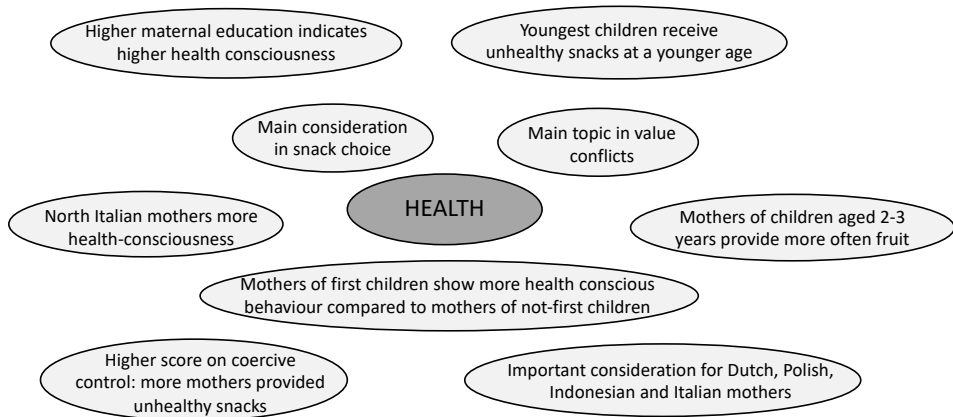 Higher maternal education indicates
higher health consciousness
Youngest children receive
unhealthy snacks at a younger age
Main consideration
in snack choice
Main topic in value
conflicts
HEALTH
North Italian mothers more
health-consciousness
Mothers of children aged 2-3
years provide more often fruit
Mothers of first children show more health conscious
behaviour compared to mothers of not-first children
Higher score on coercive
control: more mothers provided
unhealthy snacks
Important consideration for Dutch, Polish,
Indonesian and Italian mothers